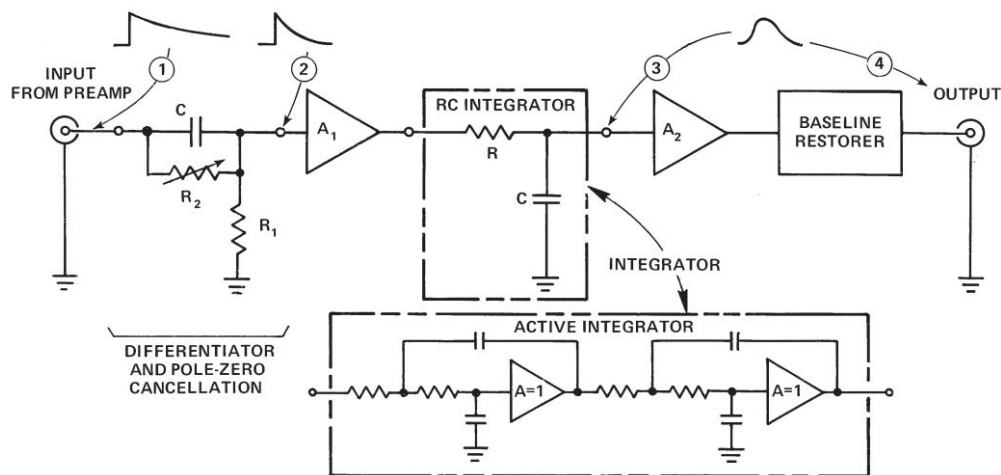 1
2
3
4
INPUT
FROM PREAMP
OUTPUT
C
R2
R1
A1
RC INTEGRATOR
R
C
A2
BASELINE
RESTORER
INTEGRATOR
DIFFERENTIATOR
AND POLE-ZERO
CANCELLATION
ACTIVE INTEGRATOR
A=1
A=1